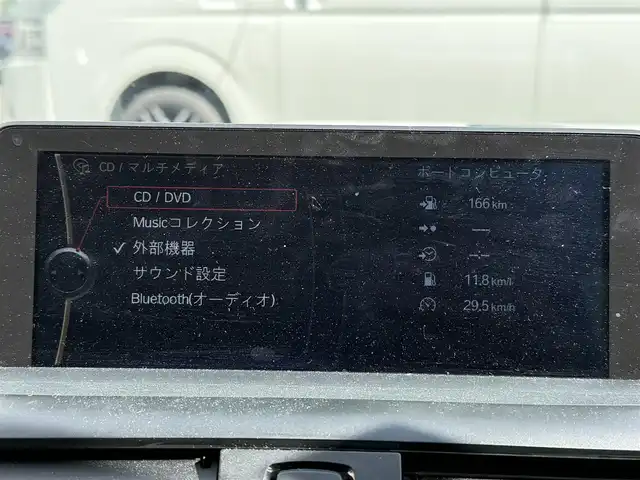 CD / マルチメディア
CD / DVD
Musicコレクション
✓ 外部機器
サウンド設定
Bluetooth(オーディオ)
ボードコンピュータ
166 km
---
--:--
11.8 km/l
29.5 km/h